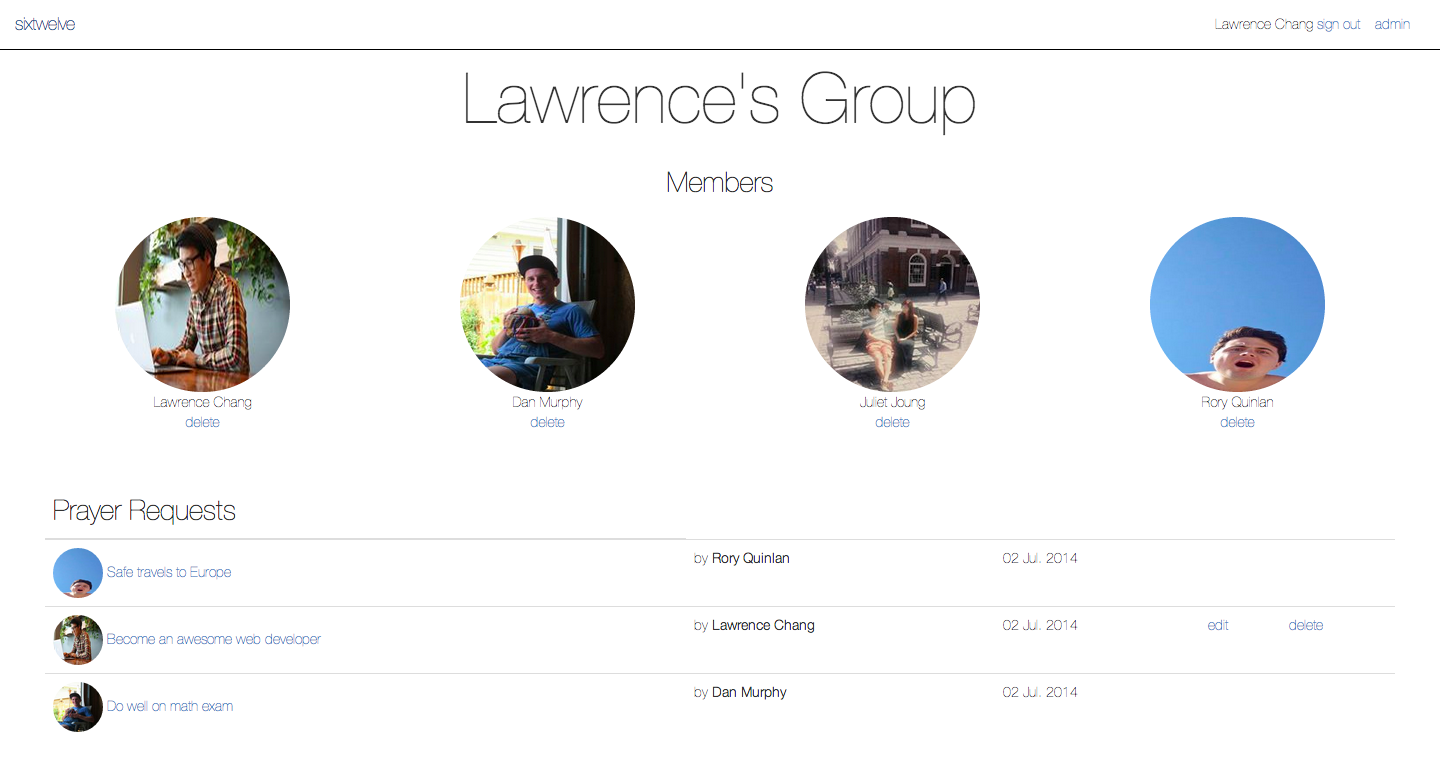 sixtwelve
Lawrence Chang sign out admin
Lawrence's Group
Members
Lawrence Chang
delete
Dan Murphy
delete
Juliet Joung
delete
Rory Quinlan
delete
Prayer Requests
Safe travels to Europe by Rory Quinlan 02 Jul. 2014
Become an awesome web developer by Lawrence Chang 02 Jul. 2014 edit delete
Do well on math exam by Dan Murphy 02 Jul. 2014